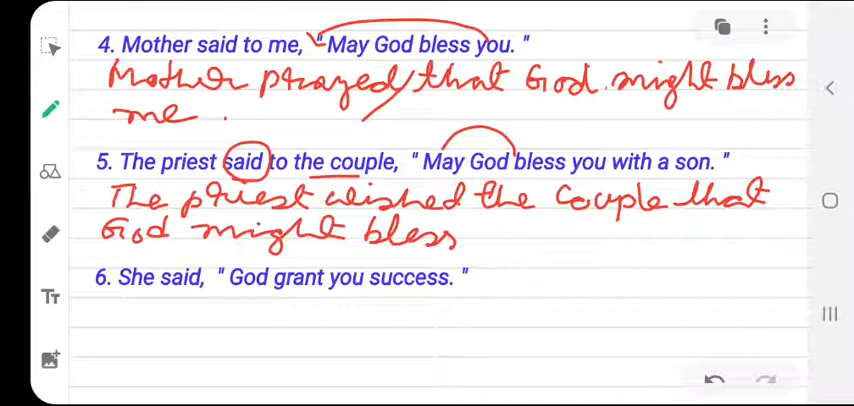 4. Mother said to me, "May God bless you. "
Mother prayed that God might bless
me.
5. The priest said to the couple, " May God bless you with a son. "
The priest wished the couple that
God might bless
6. She said, " God grant you success. "
TT